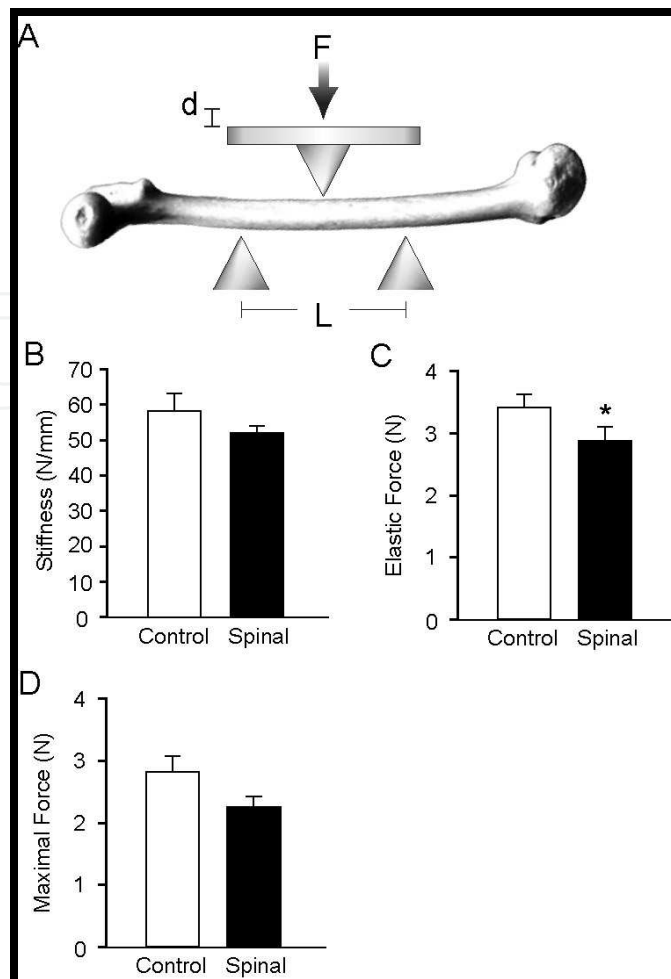 A
F
d
L
B
Stiffness (N/mm)
70
60
50
40
30
20
10
0
Control Spinal
C
Elastic Force (N)
4
3
2
1
0
*
Control Spinal
D
Maximal Force (N)
4
3
2
1
0
Control Spinal